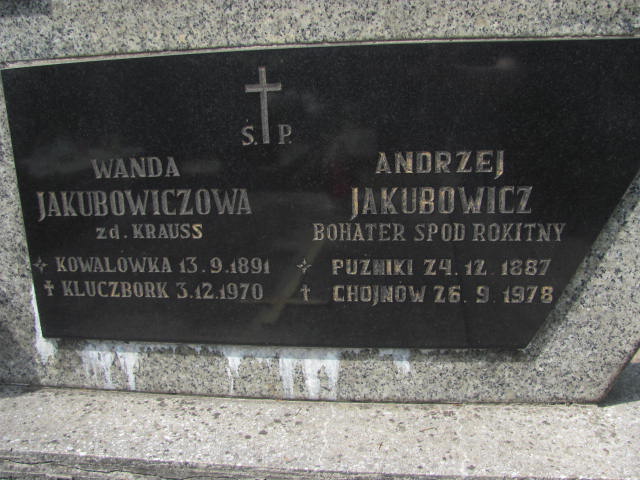 Ś. P.
WANDA
JAKUBOWICZOWA
zd. KRAUSS
KOWALÓWKA 13.9.1891
KLUCZBORK 3.12.1970
ANDRZEJ
JAKUBOWICZ
BOHATER SPOD ROKITNY
PUŹNIKI 24.12.1887
CHOJNÓW 26.9.1978